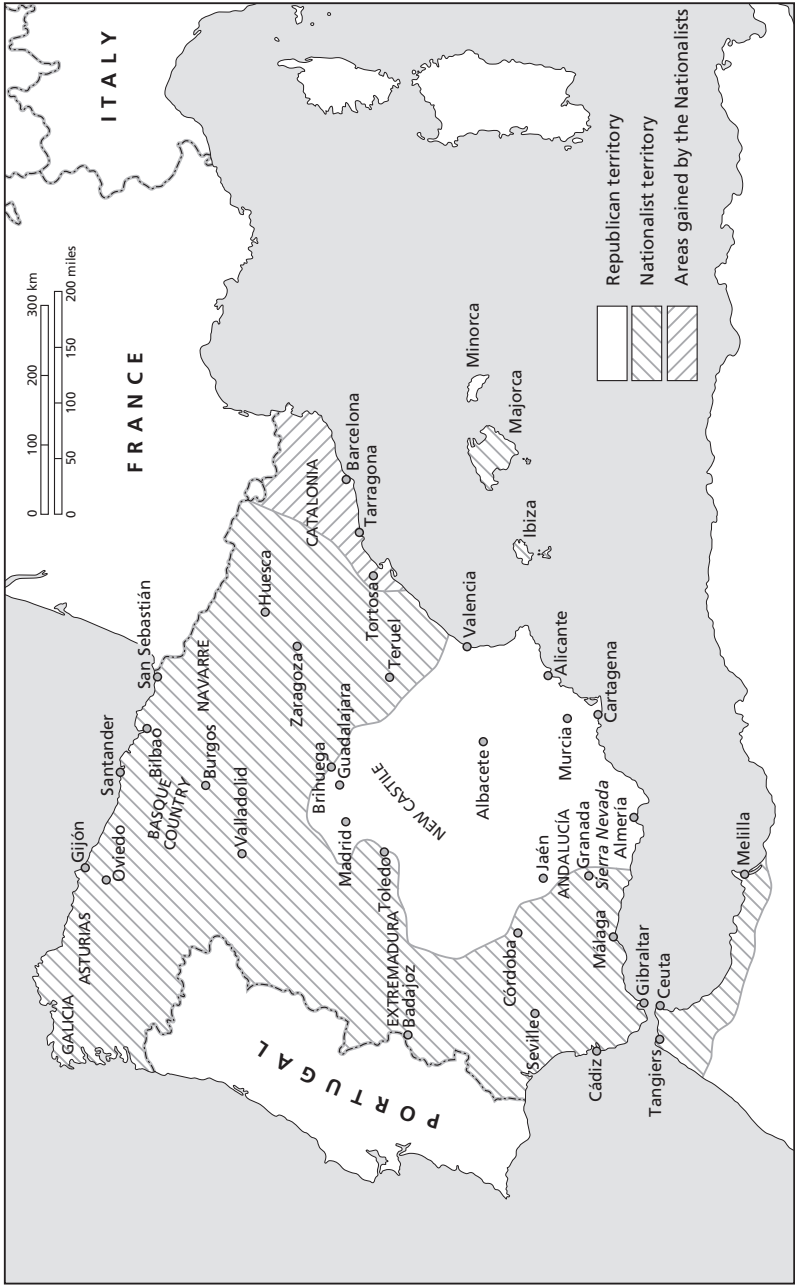 ITALY
FRANCE
0 100 200 300 km
0 50 100 150 200 miles
Republican territory
Nationalist territory
Areas gained by the Nationalists
Minorca
Majorca
Ibiza
San Sebastián
Santander
Bilbao
BASQUE
COUNTRY
Gijón
Oviedo
ASTURIAS
GALICIA
NAVARRE
Burgos
Valladolid
Huesca
Zaragoza
CATALONIA
Barcelona
Tarragona
Tortosa
Teruel
Brihuega
Guadalajara
Madrid
Toledo
NEW CASTILE
Valencia
Albacete
Alicante
Murcia
Cartagena
EXTREMADURA
Badajoz
PORTUGAL
Córdoba
Seville
Jaén
ANDALUCÍA
Granada
Sierra Nevada
Almería
Málaga
Cádiz
Gibraltar
Ceuta
Tangiers
Melilla